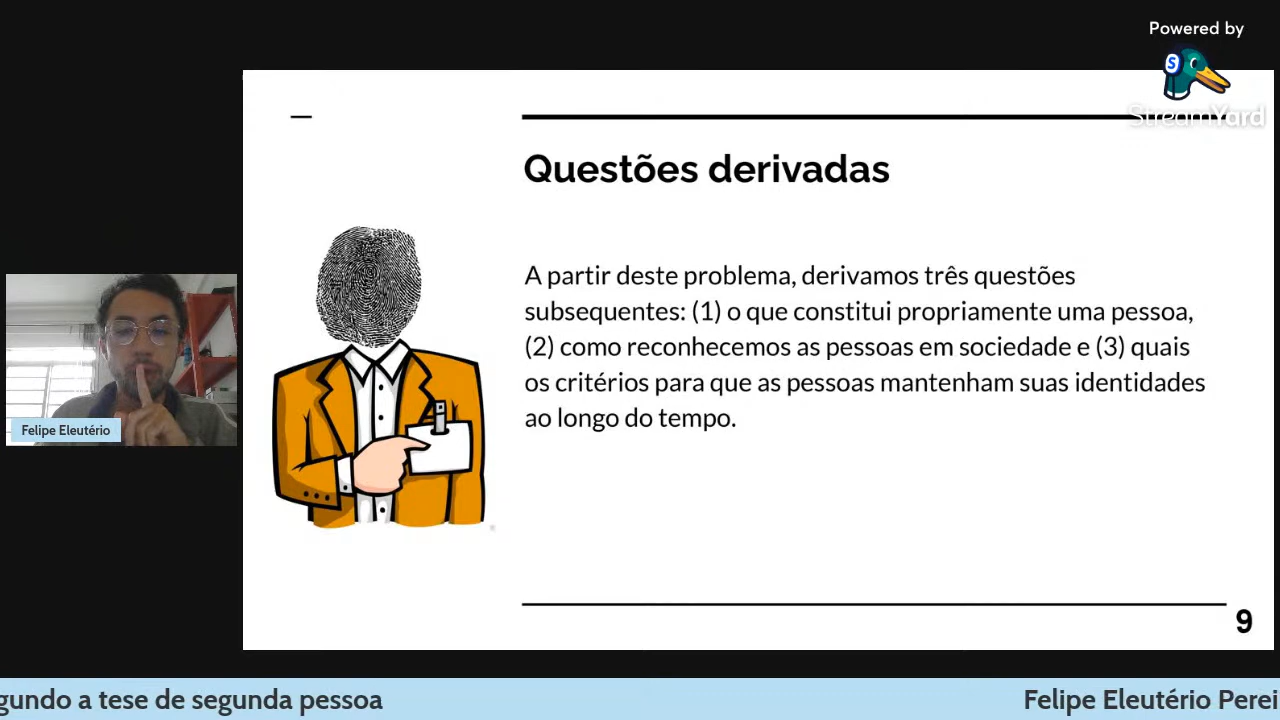 Powered by
StreamYard
Questões derivadas
A partir deste problema, derivamos três questões
subsequentes: (1) o que constitui propriamente uma pessoa,
(2) como reconhecemos as pessoas em sociedade e (3) quais
os critérios para que as pessoas mantenham suas identidades
ao longo do tempo.
Felipe Eleutério
9
gundo a tese de segunda pessoa
Felipe Eleutério Perei